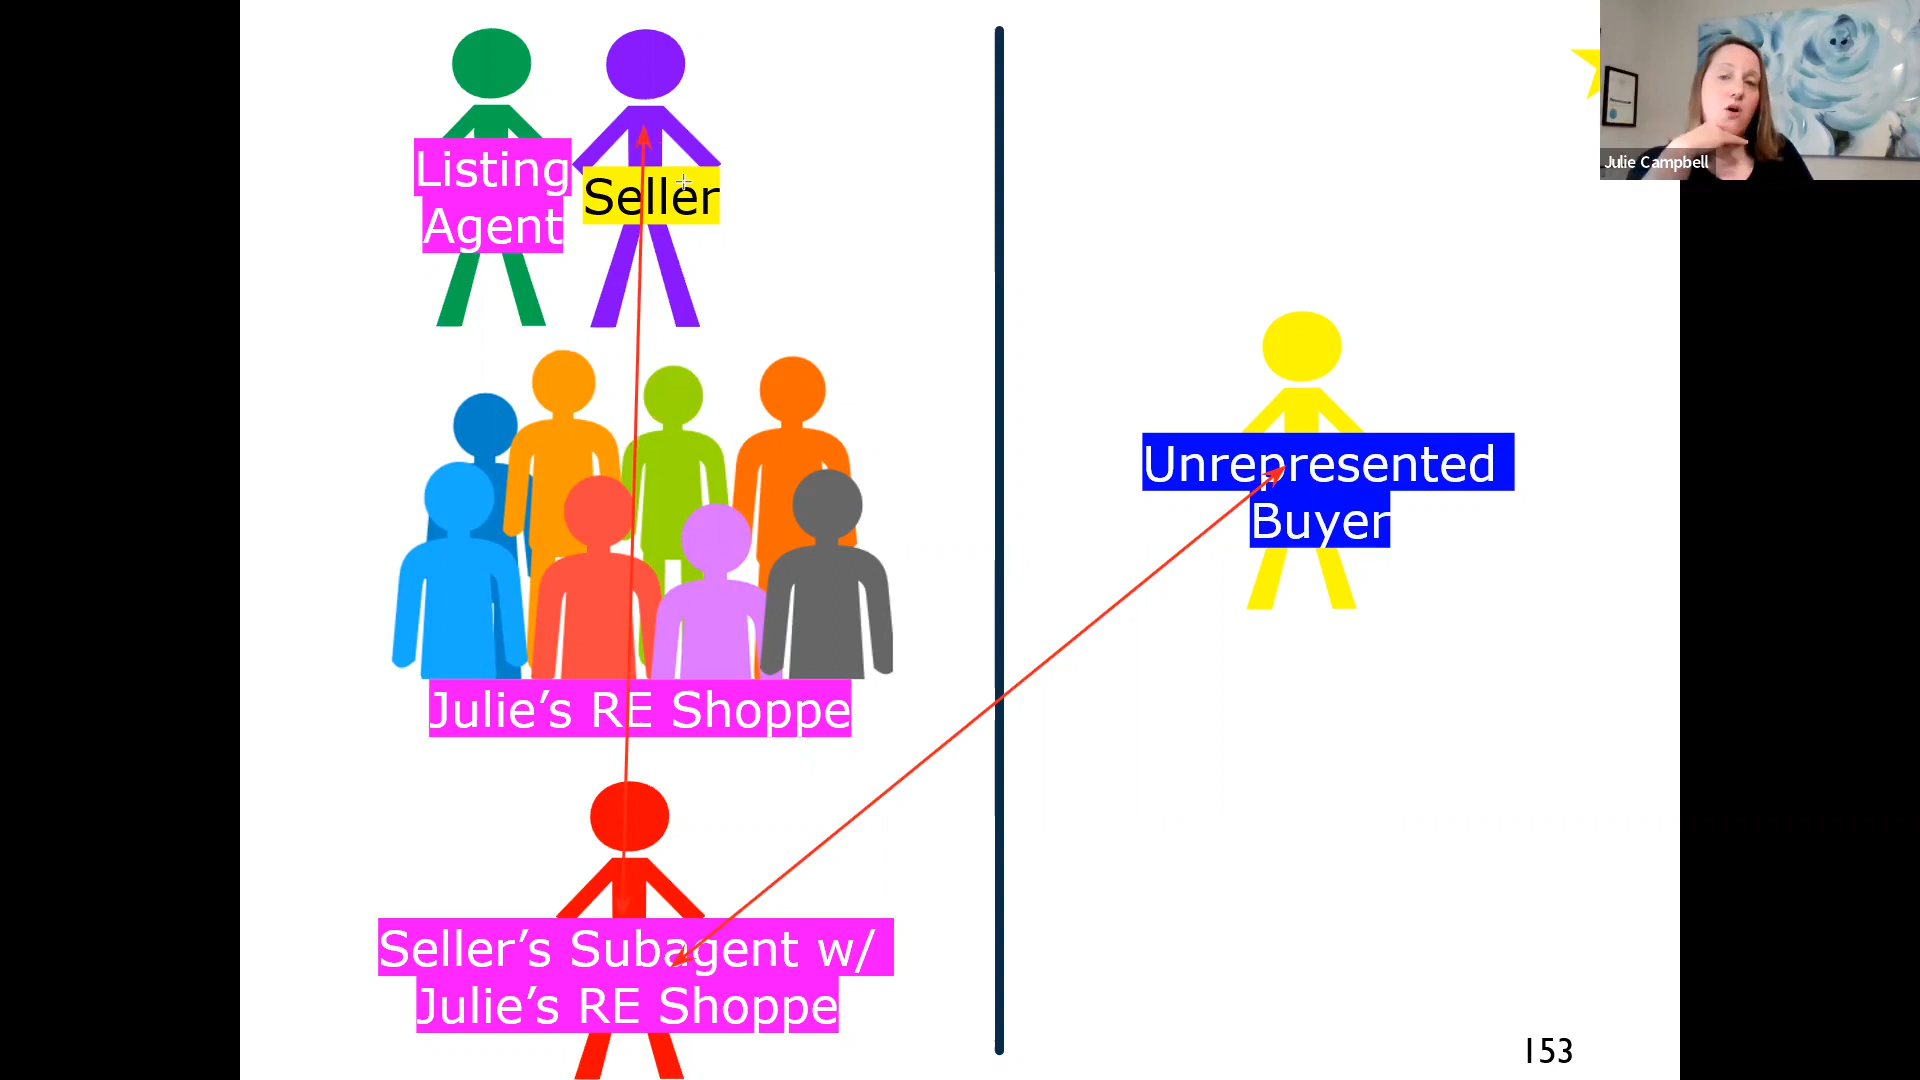 Listing
Agent
Seller
Julie Campbell
Unrepresented
Buyer
Julie’s RE Shoppe
Seller’s Subagent w/
Julie’s RE Shoppe
153